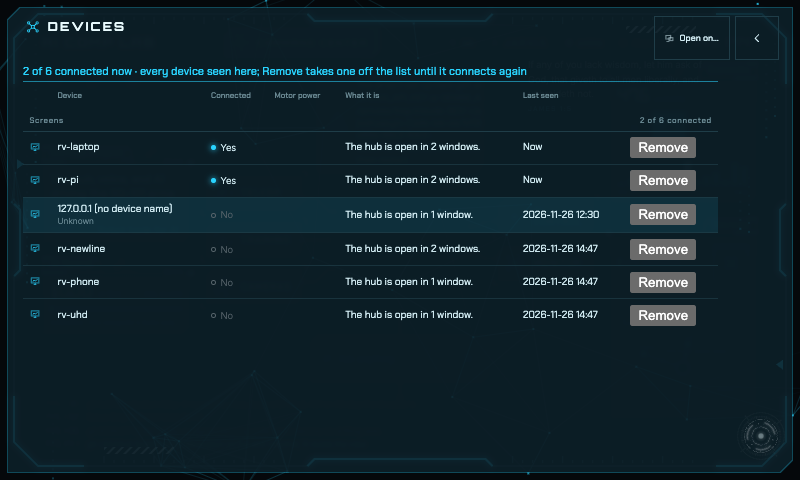 DEVICES
Open on...
2 of 6 connected now · every device seen here; Remove takes one off the list until it connects again
Device Connected Motor power What it is Last seen
Screens 2 of 6 connected
rv-laptop Yes The hub is open in 2 windows. Now Remove
rv-pi Yes The hub is open in 2 windows. Now Remove
127.0.0.1 (no device name) No The hub is open in 1 window. 2026-11-26 12:30 Remove
Unknown
rv-newline No The hub is open in 2 windows. 2026-11-26 14:47 Remove
rv-phone No The hub is open in 1 window. 2026-11-26 14:47 Remove
rv-uhd No The hub is open in 1 window. 2026-11-26 14:47 Remove